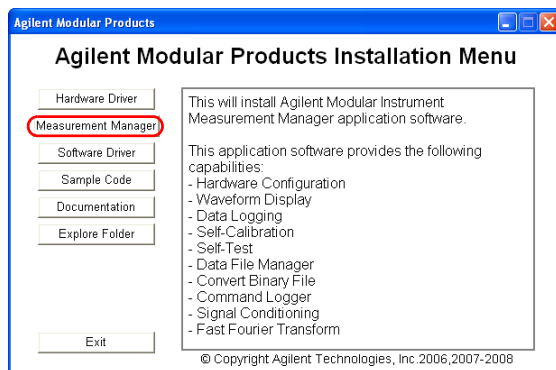 Agilent Modular Products
Agilent Modular Products Installation Menu
Hardware Driver
Measurement Manager
Software Driver
Sample Code
Documentation
Explore Folder
Exit
This will install Agilent Modular Instrument
Measurement Manager application software.
This application software provides the following
capabilities:
- Hardware Configuration
- Waveform Display
- Data Logging
- Self-Calibration
- Self-Test
- Data File Manager
- Convert Binary File
- Command Logger
- Signal Conditioning
- Fast Fourier Transform
© Copyright Agilent Technologies, Inc.2006,2007-2008